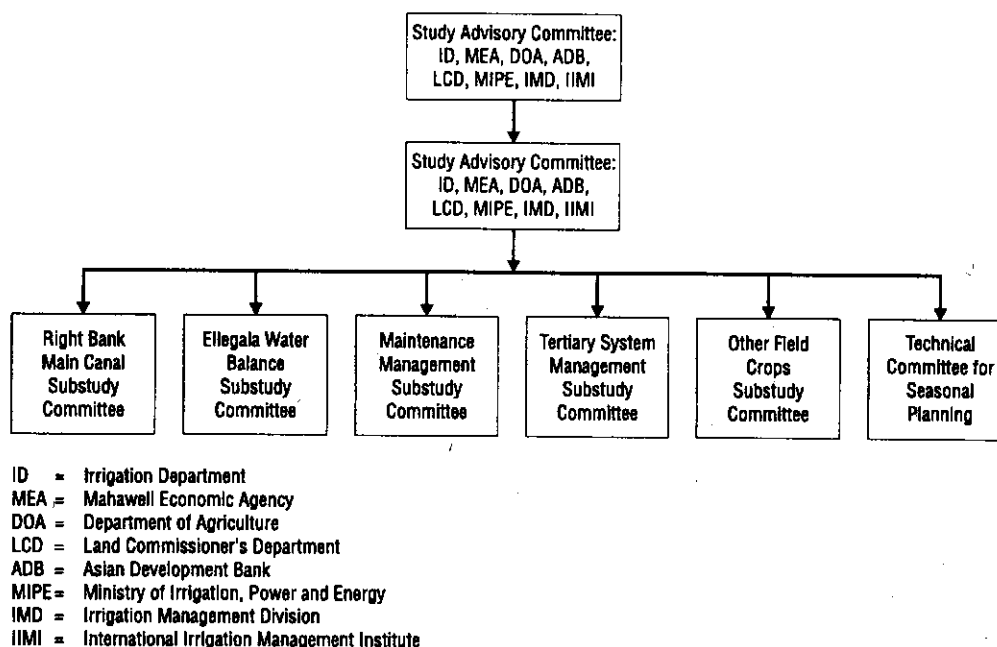 Study Advisory Committee:
ID, MEA, DOA, ADB,
LCD, MIPE, IMD, IIMI
Study Advisory Committee:
ID, MEA, DOA, ADB,
LCD, MIPE, IMD, IIMI
Right Bank
Main Canal
Substudy
Committee
Ellegala Water
Balance
Substudy
Committee
Maintenance
Management
Substudy
Committee
Tertiary System
Management
Substudy
Committee
Other Field
Crops
Substudy
Committee
Technical
Committee for
Seasonal
Planning
ID = Irrigation Department
MEA = Mahaweli Economic Agency
DOA = Department of Agriculture
LCD = Land Commissioner's Department
ADB = Asian Development Bank
MIPE = Ministry of Irrigation, Power and Energy
IMD = Irrigation Management Division
IIMI = International Irrigation Management Institute